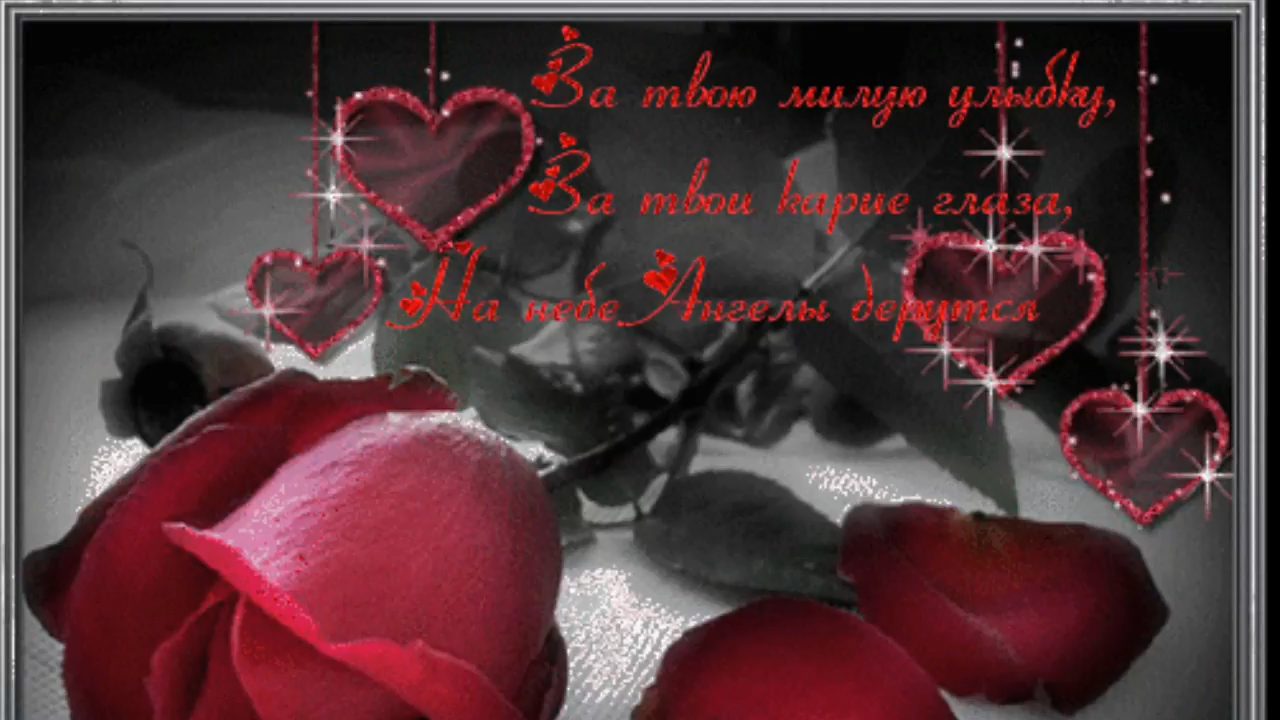 За твою милую улыбку,
За твои карие глаза,
На небе Ангелы дерутся